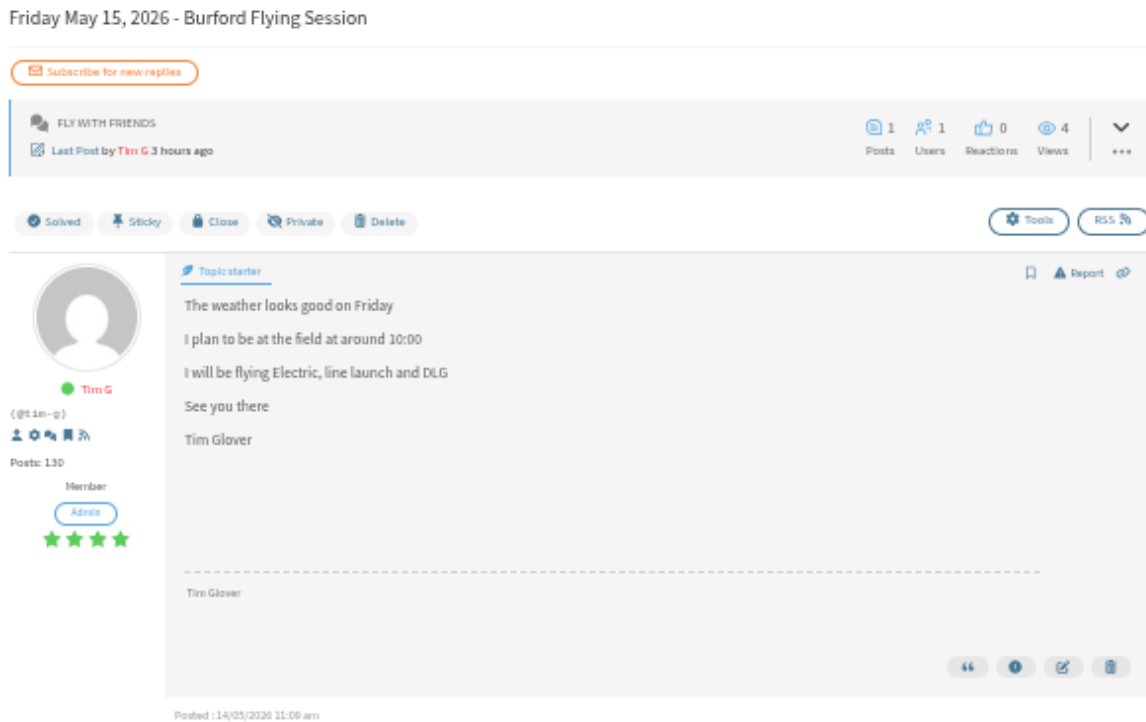 Friday May 15, 2026 - Burford Flying Session
Subscribe for new replies
FLY WITH FRIENDS
Last Post by Tim G 3 hours ago
1 Posts
1 Users
0 Reactions
4 Views
Solved Sticky Close Private Delete
Tools RSS
Topic starter
Report
The weather looks good on Friday
I plan to be at the field at around 10:00
I will be flying Electric, line launch and DLG
See you there
Tim Glover
Tim G
(@tim-g)
Posts: 130
Member
Admin
Tim Glover
Posted : 14/05/2026 11:09 am